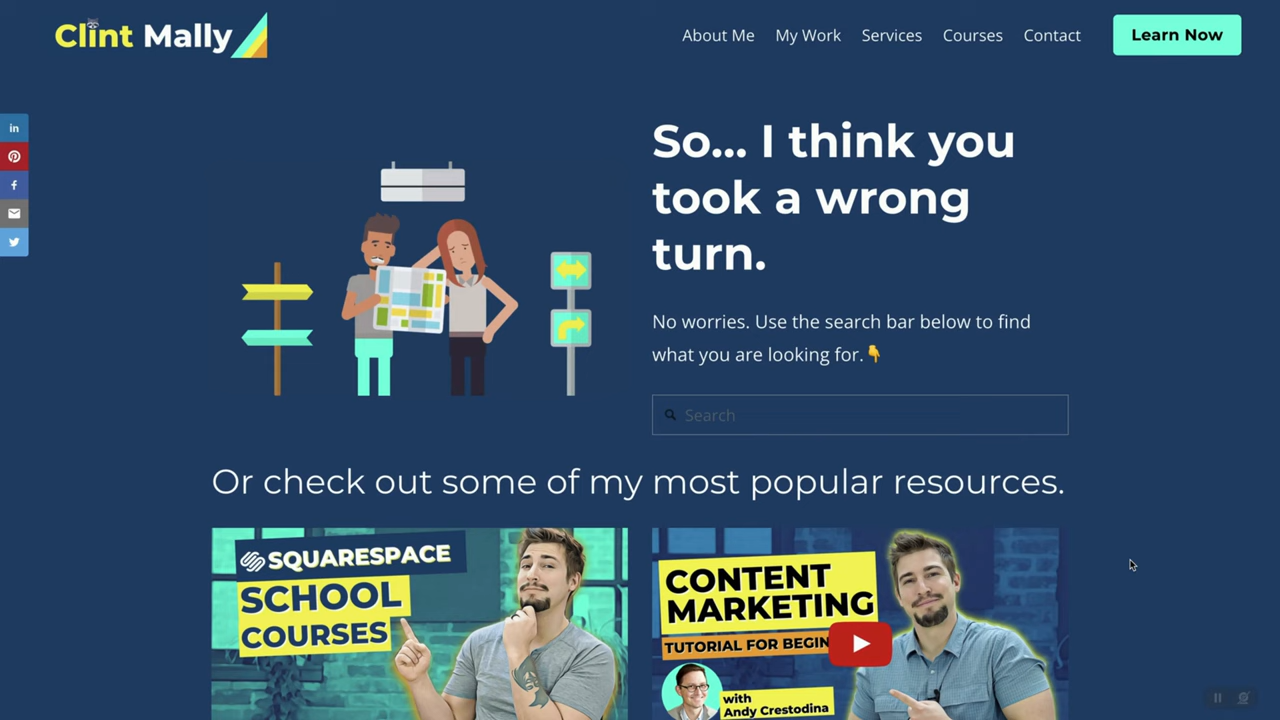 Clint Mally
About Me
My Work
Services
Courses
Contact
Learn Now
in
So... I think you
took a wrong
turn.
No worries. Use the search bar below to find
what you are looking for.👇
Search
Or check out some of my most popular resources.
SQUARESPACE
SCHOOL
COURSES
CONTENT
MARKETING
TUTORIAL FOR
with
Andy Crestodina